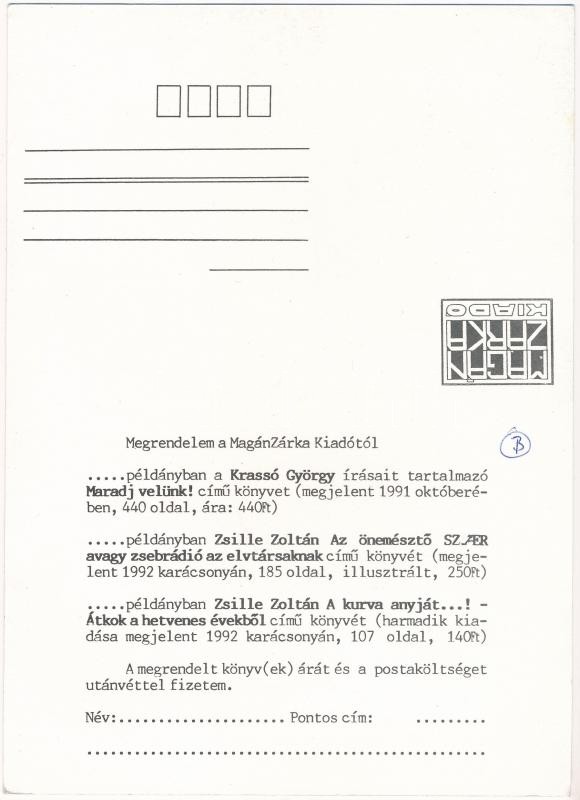 MAGÁN
ZÁRKA
KIADÓ
Megrendelem a MagánZárka Kiadótól
B
.....példányban a Krassó György írásait tartalmazó
Maradj velünk! című könyvet (megjelent 1991 októberé-
ben, 440 oldal, ára: 440Ft)
.....példányban Zsille Zoltán Az önemésztő SZÆR
avagy zsebrádió az elvtársaknak című könyvét (megje-
lent 1992 karácsonyán, 185 oldal, illusztrált, 250Ft)
.....példányban Zsille Zoltán A kurva anyját...! -
Átkok a hetvenes évekből című könyvét (harmadik kia-
dása megjelent 1992 karácsonyán, 107 oldal, 140Ft)
A megrendelt könyv(ek) árát és a postaköltséget
utánvéttel fizetem.
Név:..................... Pontos cím: .........
..................................................